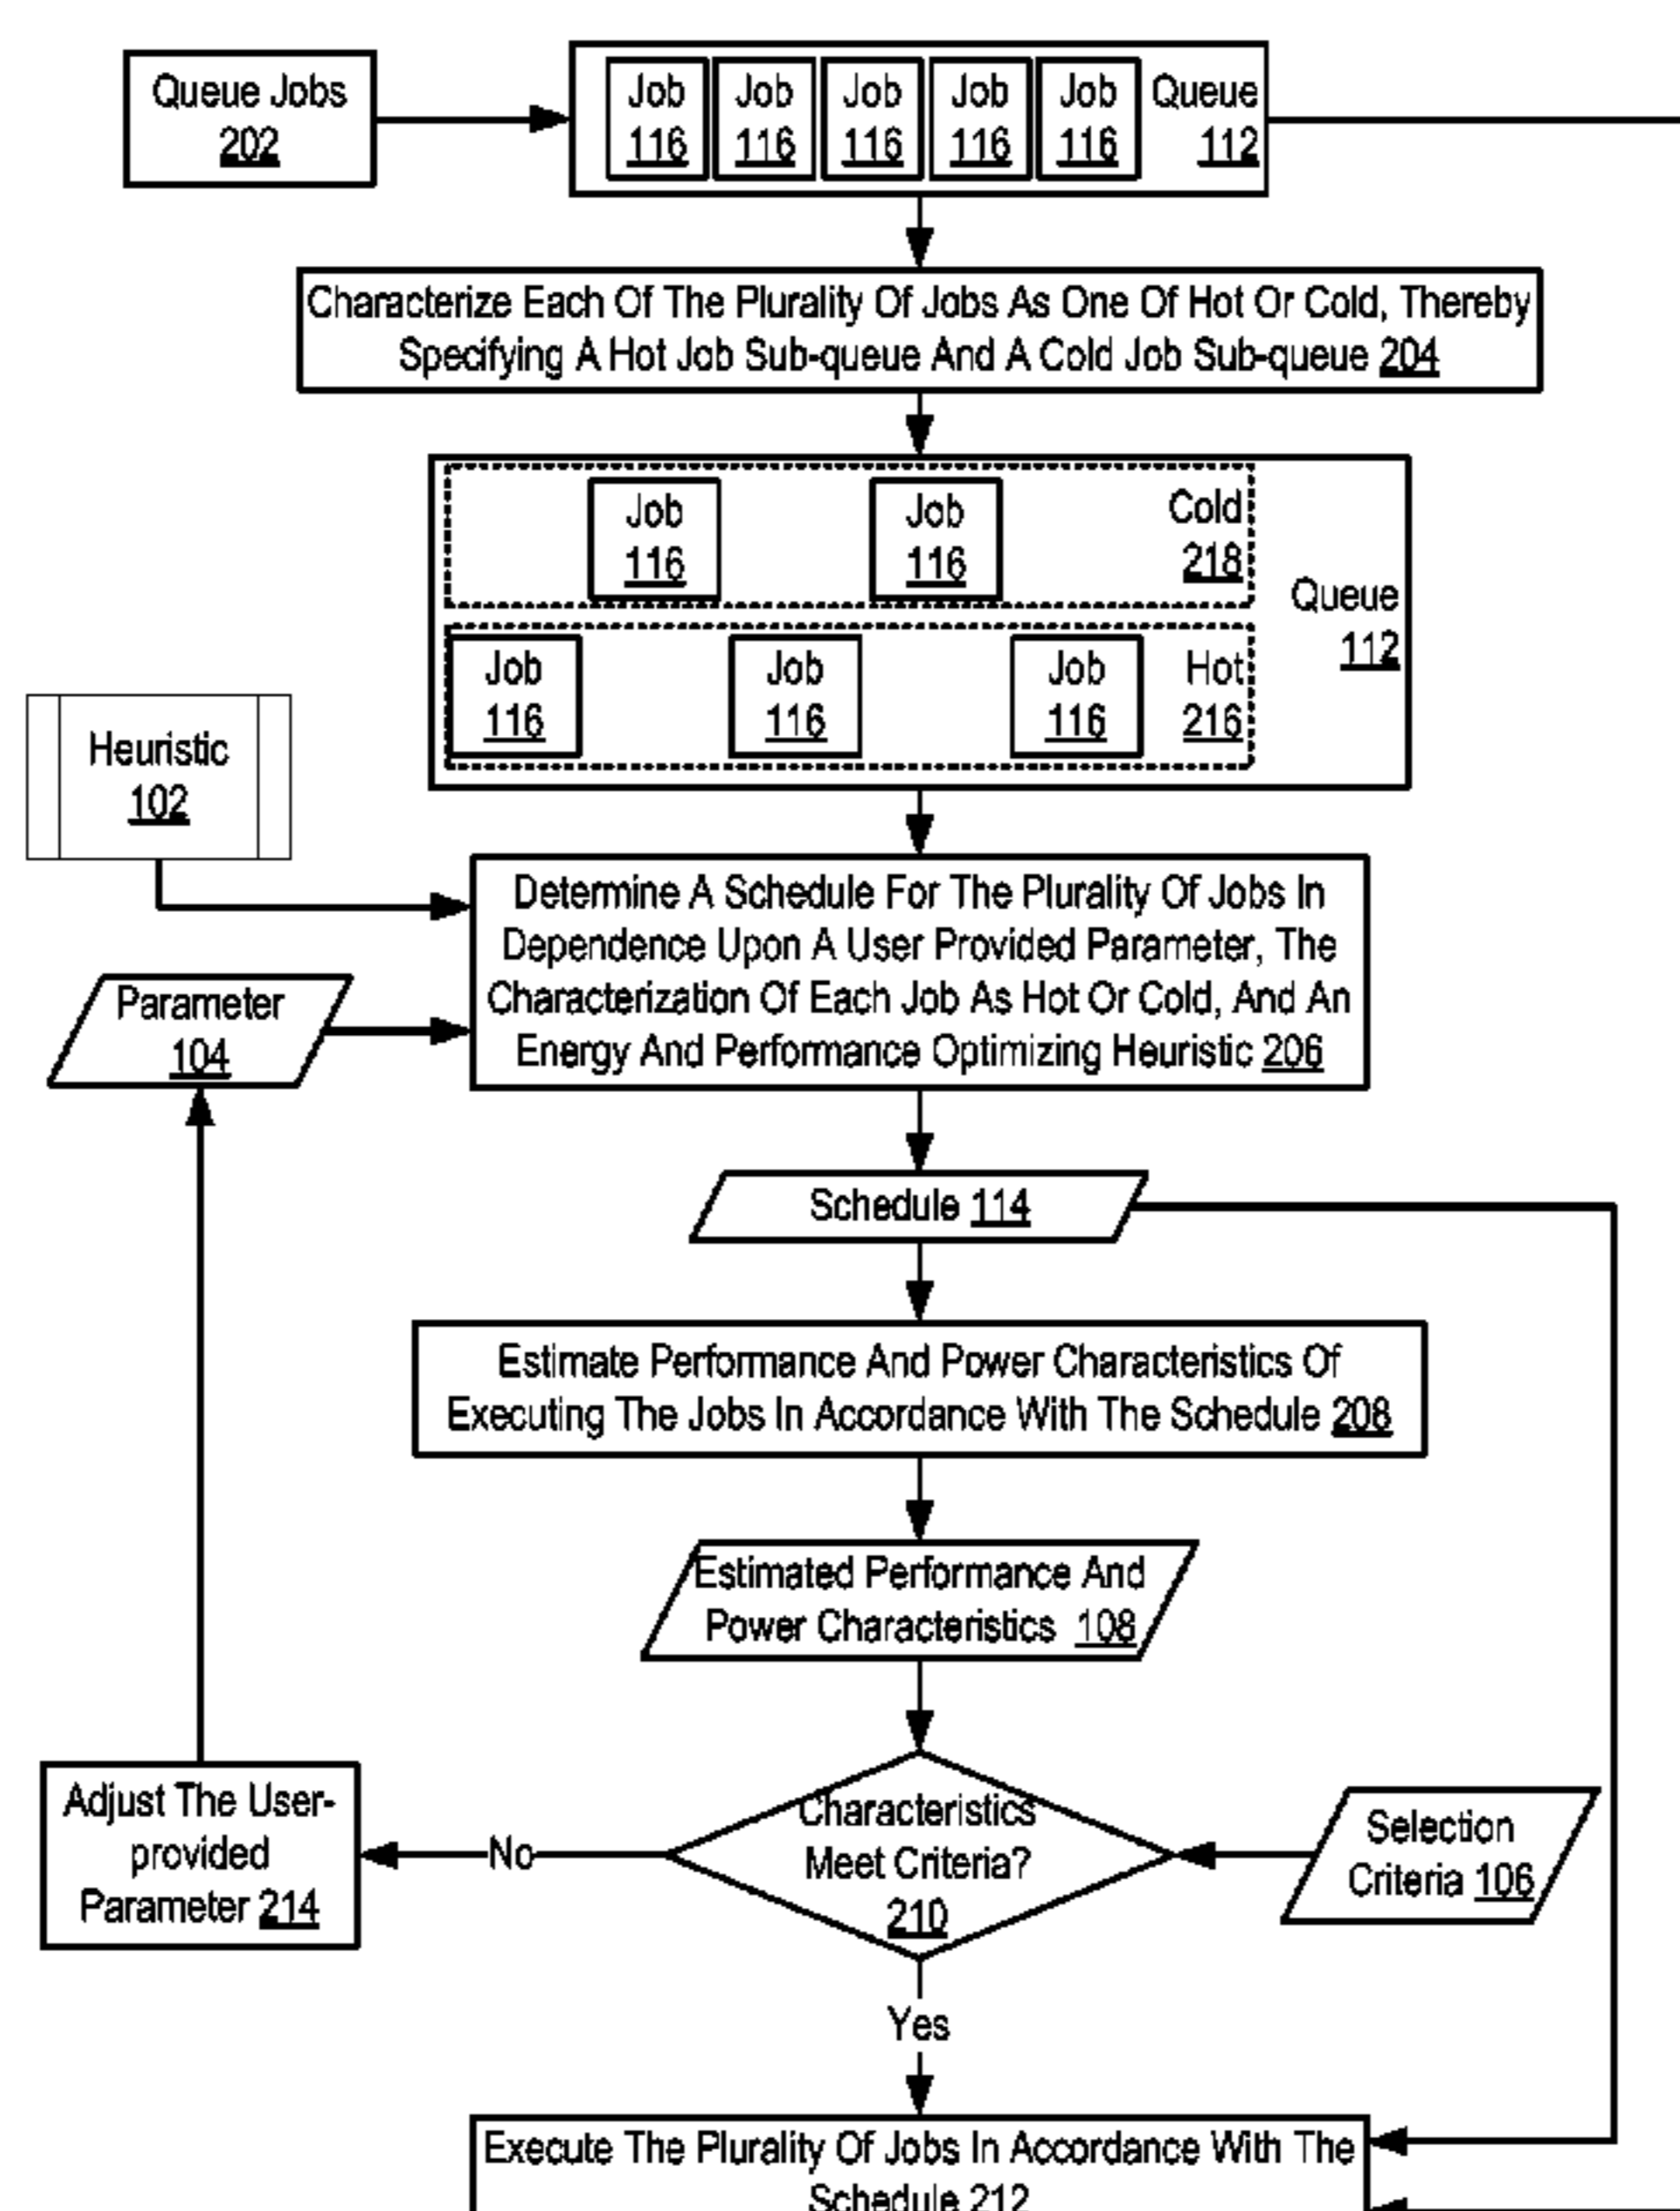 Queue Jobs
202
Job
116
Job
116
Job
116
Job
116
Job
116
Queue
112
Characterize Each Of The Plurality Of Jobs As One Of Hot Or Cold, Thereby
Specifying A Hot Job Sub-queue And A Cold Job Sub-queue 204
Job
116
Job
116
Cold
218
Queue
112
Job
116
Job
116
Job
116
Hot
216
Heuristic
102
Determine A Schedule For The Plurality Of Jobs In
Dependence Upon A User Provided Parameter, The
Characterization Of Each Job As Hot Or Cold, And An
Energy And Performance Optimizing Heuristic 206
Parameter
104
Schedule 114
Estimate Performance And Power Characteristics Of
Executing The Jobs In Accordance With The Schedule 208
Estimated Performance And
Power Characteristics 108
Adjust The User-
provided
Parameter 214
No
Characteristics
Meet Criteria?
210
Selection
Criteria 106
Yes
Execute The Plurality Of Jobs In Accordance With The
Schedule 212